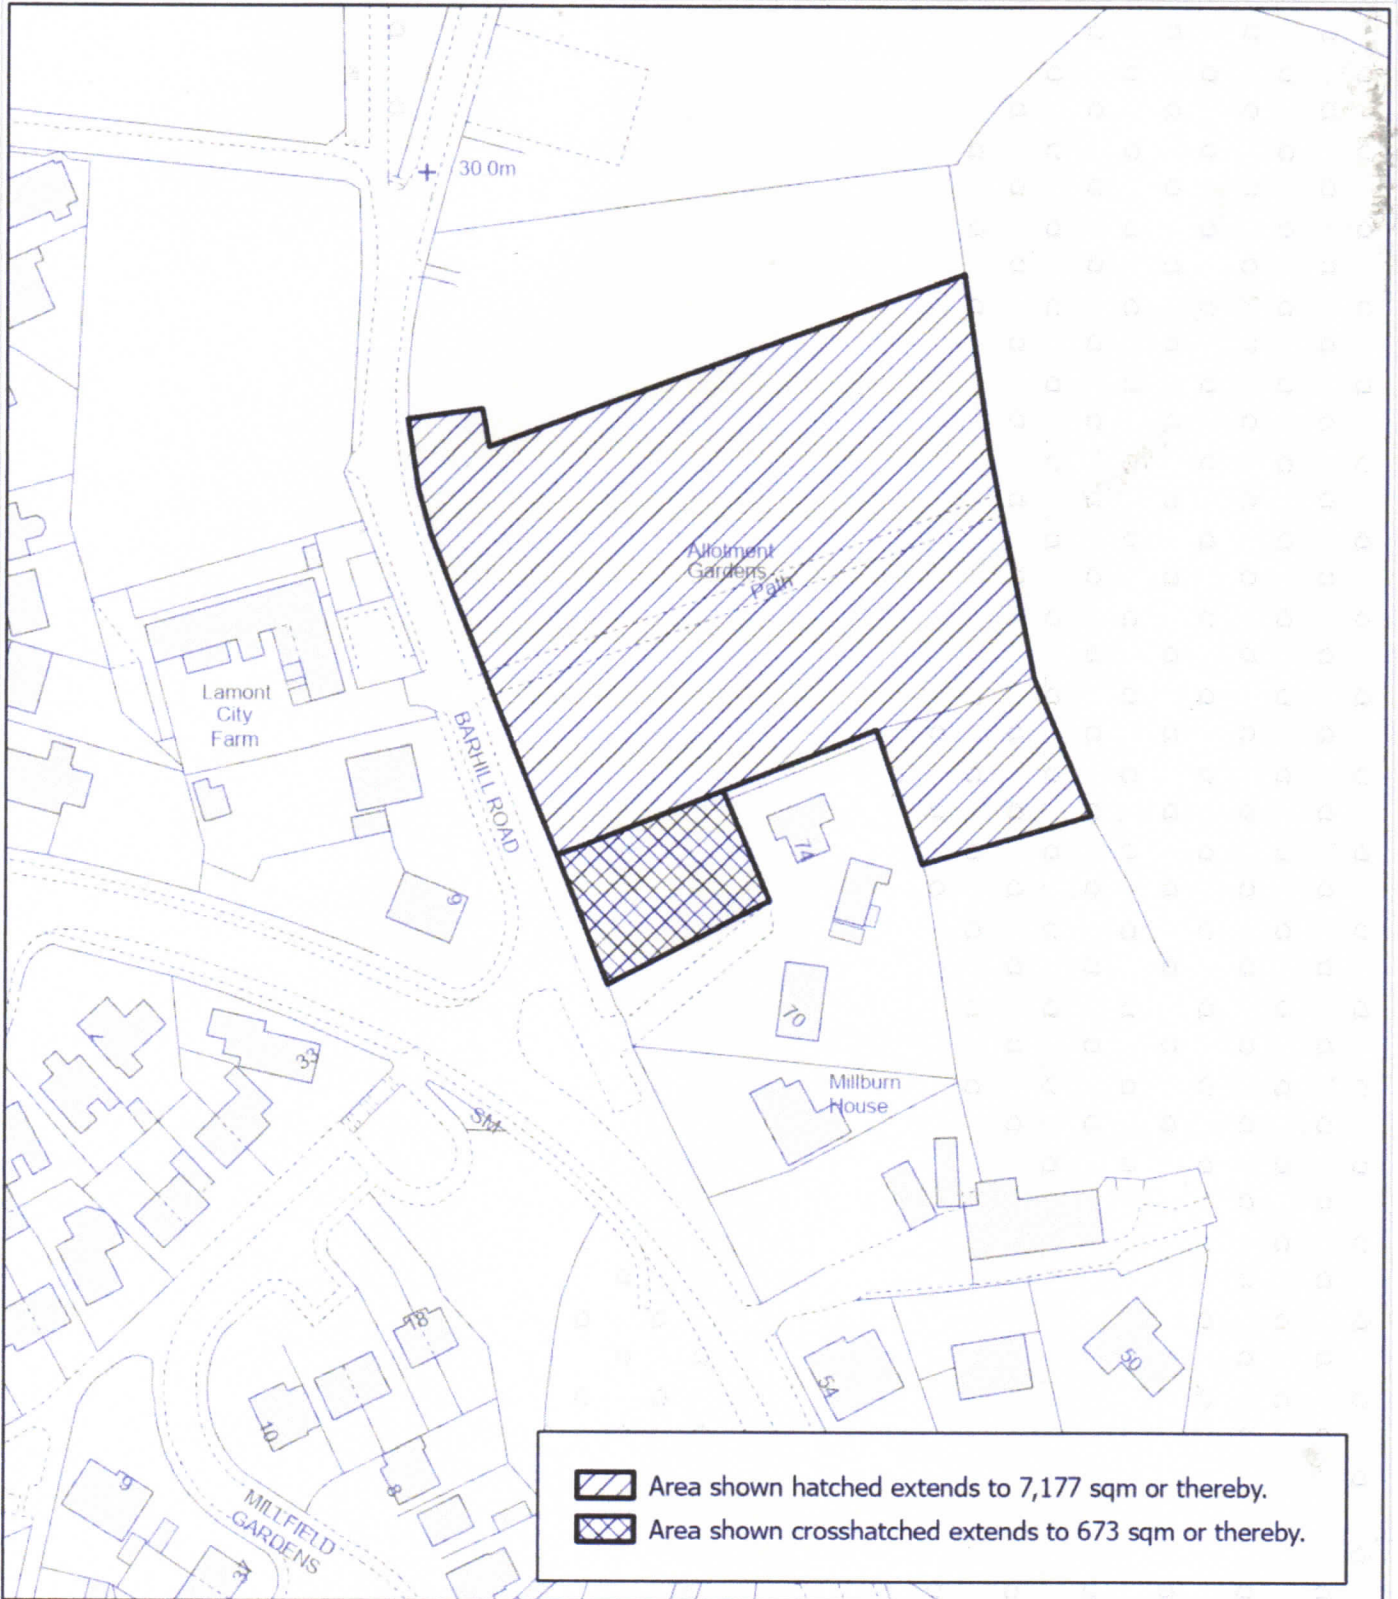 30 0m
Allotment
Gardens
Path
Lamont
City
Farm
BARHILL ROAD
74
9
70
33
Millburn
House
SM
18
54
50
10
8
9
MILLFIELD
GARDENS
37
Area shown hatched extends to 7,177 sqm or thereby.
Area shown crosshatched extends to 673 sqm or thereby.